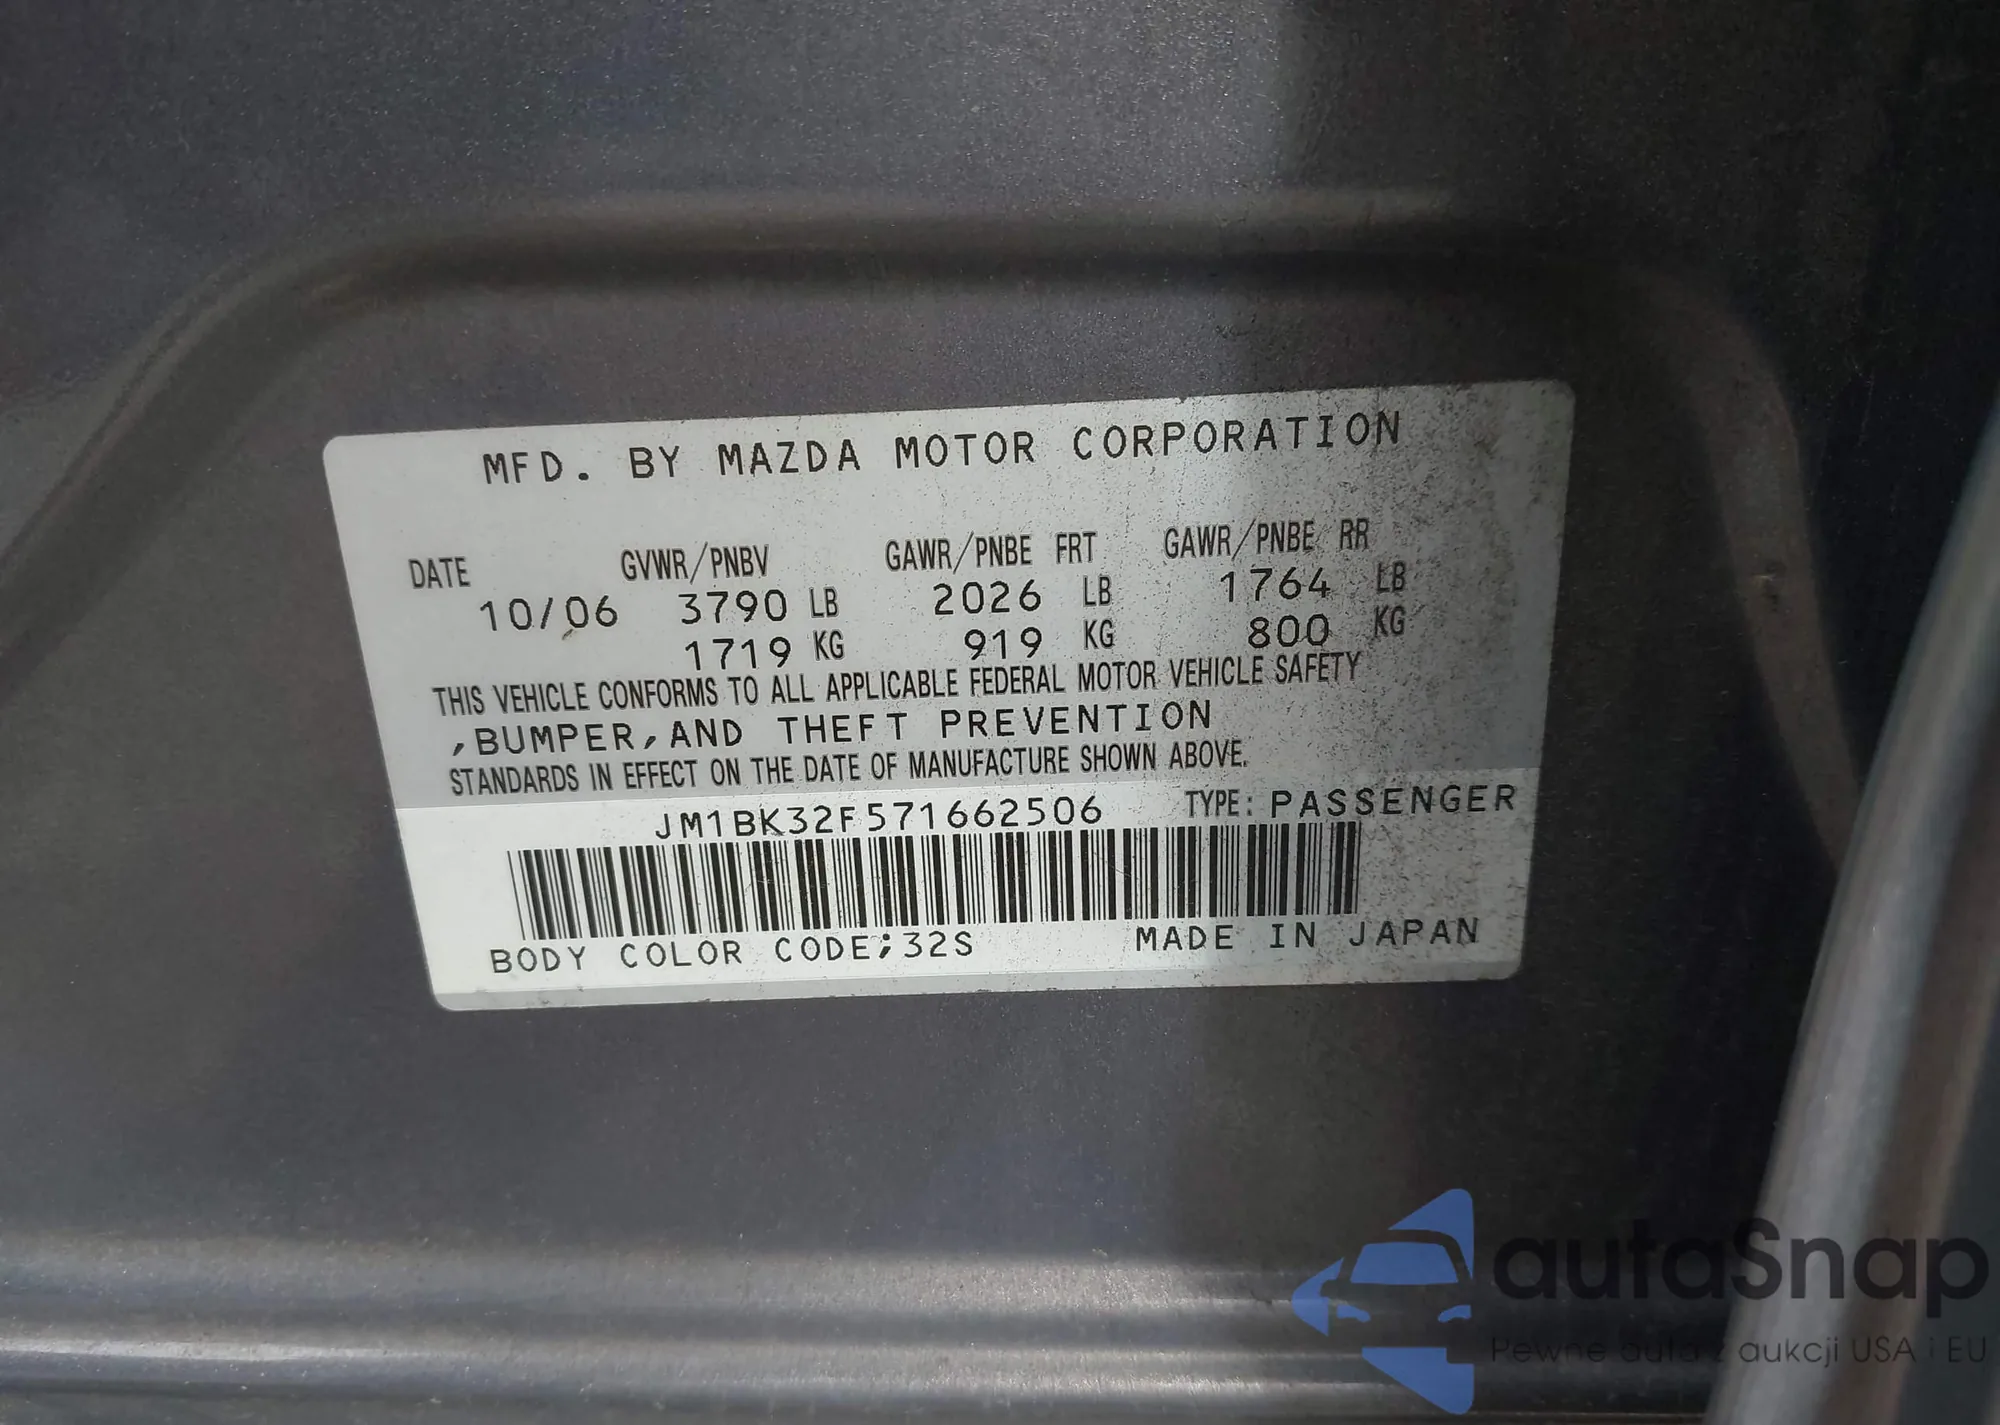 MFD. BY MAZDA MOTOR CORPORATION
DATE GVWR/PNBV GAWR/PNBE FRT GAWR/PNBE RR
10/06 3790 LB 2026 LB 1764 LB
1719 KG 919 KG 800 KG
THIS VEHICLE CONFORMS TO ALL APPLICABLE FEDERAL MOTOR VEHICLE SAFETY
,BUMPER,AND THEFT PREVENTION
STANDARDS IN EFFECT ON THE DATE OF MANUFACTURE SHOWN ABOVE.
JM1BK32F571662506 TYPE: PASSENGER
BODY COLOR CODE;32S MADE IN JAPAN
autaSnap
Pewne auta z aukcji USA i EU